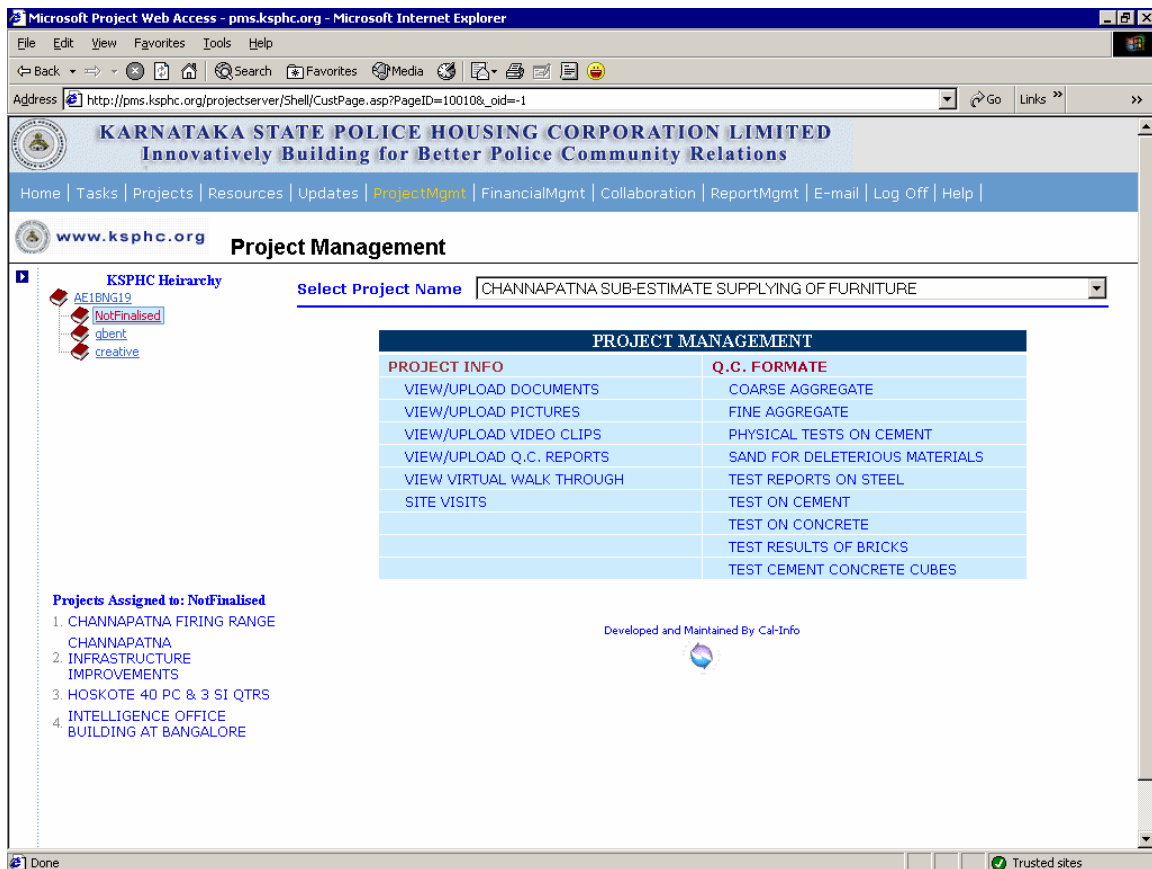 Microsoft Project Web Access - pms.ksphc.org - Microsoft Internet Explorer
File Edit View Favorites Tools Help
Back Search Favorites Media
Address http://pms.ksphc.org/projectserver/Shell/CustPage.asp?PageID=10010&_oid=-1 Go Links »
KARNATAKA STATE POLICE HOUSING CORPORATION LIMITED
Innovatively Building for Better Police Community Relations
Home | Tasks | Projects | Resources | Updates | ProjectMgmt | FinancialMgmt | Collaboration | ReportMgmt | E-mail | Log Off | Help |
www.ksphc.org Project Management
KSPHC Heirarchy
AE1BNG19
NotFinalised
gbent
creative
Select Project Name CHANNAPATNA SUB-ESTIMATE SUPPLYING OF FURNITURE
PROJECT MANAGEMENT
PROJECT INFO Q.C. FORMATE
VIEW/UPLOAD DOCUMENTS COARSE AGGREGATE
VIEW/UPLOAD PICTURES FINE AGGREGATE
VIEW/UPLOAD VIDEO CLIPS PHYSICAL TESTS ON CEMENT
VIEW/UPLOAD Q.C. REPORTS SAND FOR DELETERIOUS MATERIALS
VIEW VIRTUAL WALK THROUGH TEST REPORTS ON STEEL
SITE VISITS TEST ON CEMENT
TEST ON CONCRETE
TEST RESULTS OF BRICKS
TEST CEMENT CONCRETE CUBES
Projects Assigned to: NotFinalised
1. CHANNAPATNA FIRING RANGE
CHANNAPATNA
2. INFRASTRUCTURE
IMPROVEMENTS
3. HOSKOTE 40 PC & 3 SI QTRS
4. INTELLIGENCE OFFICE
BUILDING AT BANGALORE
Developed and Maintained By Cal-Info
Done Trusted sites